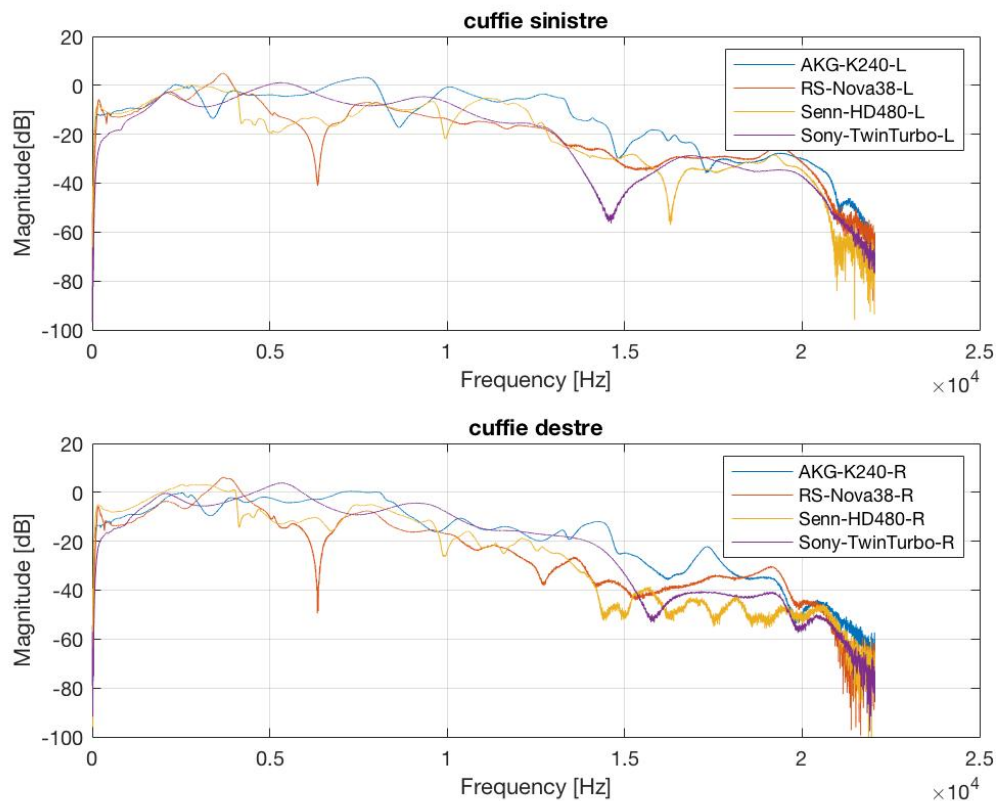 cuffie sinistre
20
0
-20
-40
-60
-80
-100
Magnitude[dB]
AKG-K240-L
RS-Nova38-L
Senn-HD480-L
Sony-TwinTurbo-L
0 0.5 1 1.5 2 2.5
Frequency [Hz]
×10^4
cuffie destre
20
0
-20
-40
-60
-80
-100
Magnitude [dB]
AKG-K240-R
RS-Nova38-R
Senn-HD480-R
Sony-TwinTurbo-R
0 0.5 1 1.5 2 2.5
Frequency [Hz]
×10^4